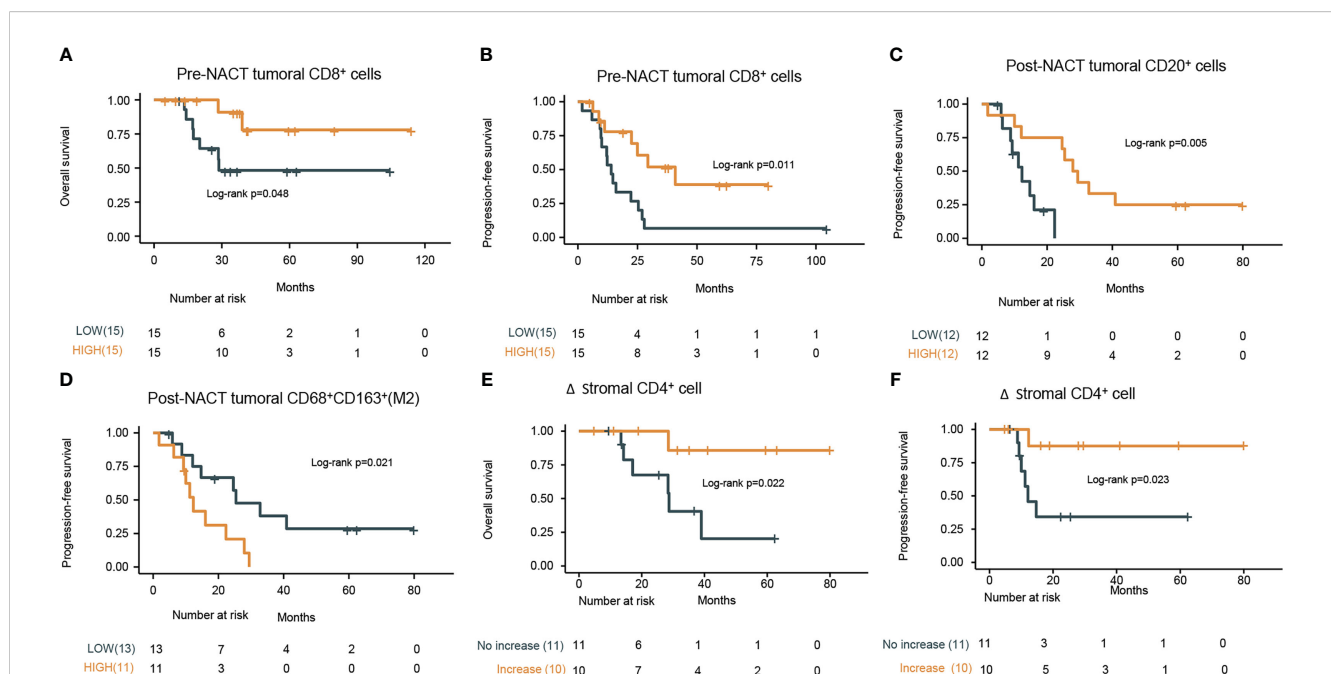 A
Pre-NACT tumoral CD8⁺ cells
Overall survival
1.00
0.75
0.50
0.25
0.00
Log-rank p=0.048
0 30 60 90 120
Number at risk Months
LOW(15) 15 6 2 1 0
HIGH(15) 15 10 3 1 0
B
Pre-NACT tumoral CD8⁺ cells
Progression-free survival
1.00
0.75
0.50
0.25
0.00
Log-rank p=0.011
0 25 50 75 100
Number at risk Months
LOW(15) 15 4 1 1 1
HIGH(15) 15 8 3 1 0
C
Post-NACT tumoral CD20⁺ cells
Progression-free survival
1.00
0.75
0.50
0.25
0.00
Log-rank p=0.005
0 20 40 60 80
Number at risk Months
LOW(12) 12 1 0 0 0
HIGH(12) 12 9 4 2 0
D
Post-NACT tumoral CD68⁺CD163⁺(M2)
Progression-free survival
1.00
0.75
0.50
0.25
0.00
Log-rank p=0.021
0 20 40 60 80
Number at risk Months
LOW(13) 13 7 4 2 0
HIGH(11) 11 3 0 0 0
E
Δ stromal CD4⁺ cell
Overall survival
1.00
0.75
0.50
0.25
0.00
Log-rank p=0.022
0 20 40 60 80
Number at risk Months
No increase (11) 11 6 1 1 0
Increase (10) 10 7 4 2 0
F
Δ stromal CD4⁺ cell
Progression-free survival
1.00
0.75
0.50
0.25
0.00
Log-rank p=0.023
0 20 40 60 80
Number at risk Months
No increase (11) 11 3 1 1 0
Increase (10) 10 5 3 1 0